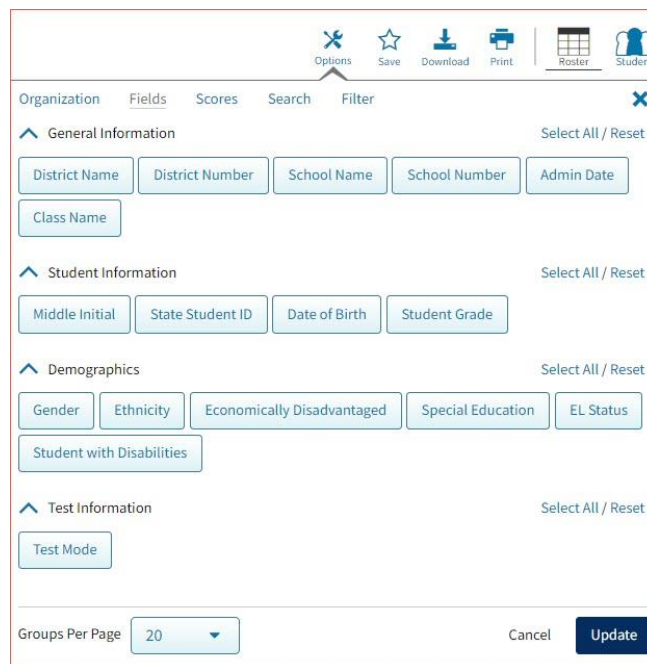 Options Save Download Print Roster Studen
Organization Fields Scores Search Filter
General Information Select All / Reset
District Name District Number School Name School Number Admin Date
Class Name
Student Information Select All / Reset
Middle Initial State Student ID Date of Birth Student Grade
Demographics Select All / Reset
Gender Ethnicity Economically Disadvantaged Special Education EL Status
Student with Disabilities
Test Information Select All / Reset
Test Mode
Groups Per Page 20 Cancel Update